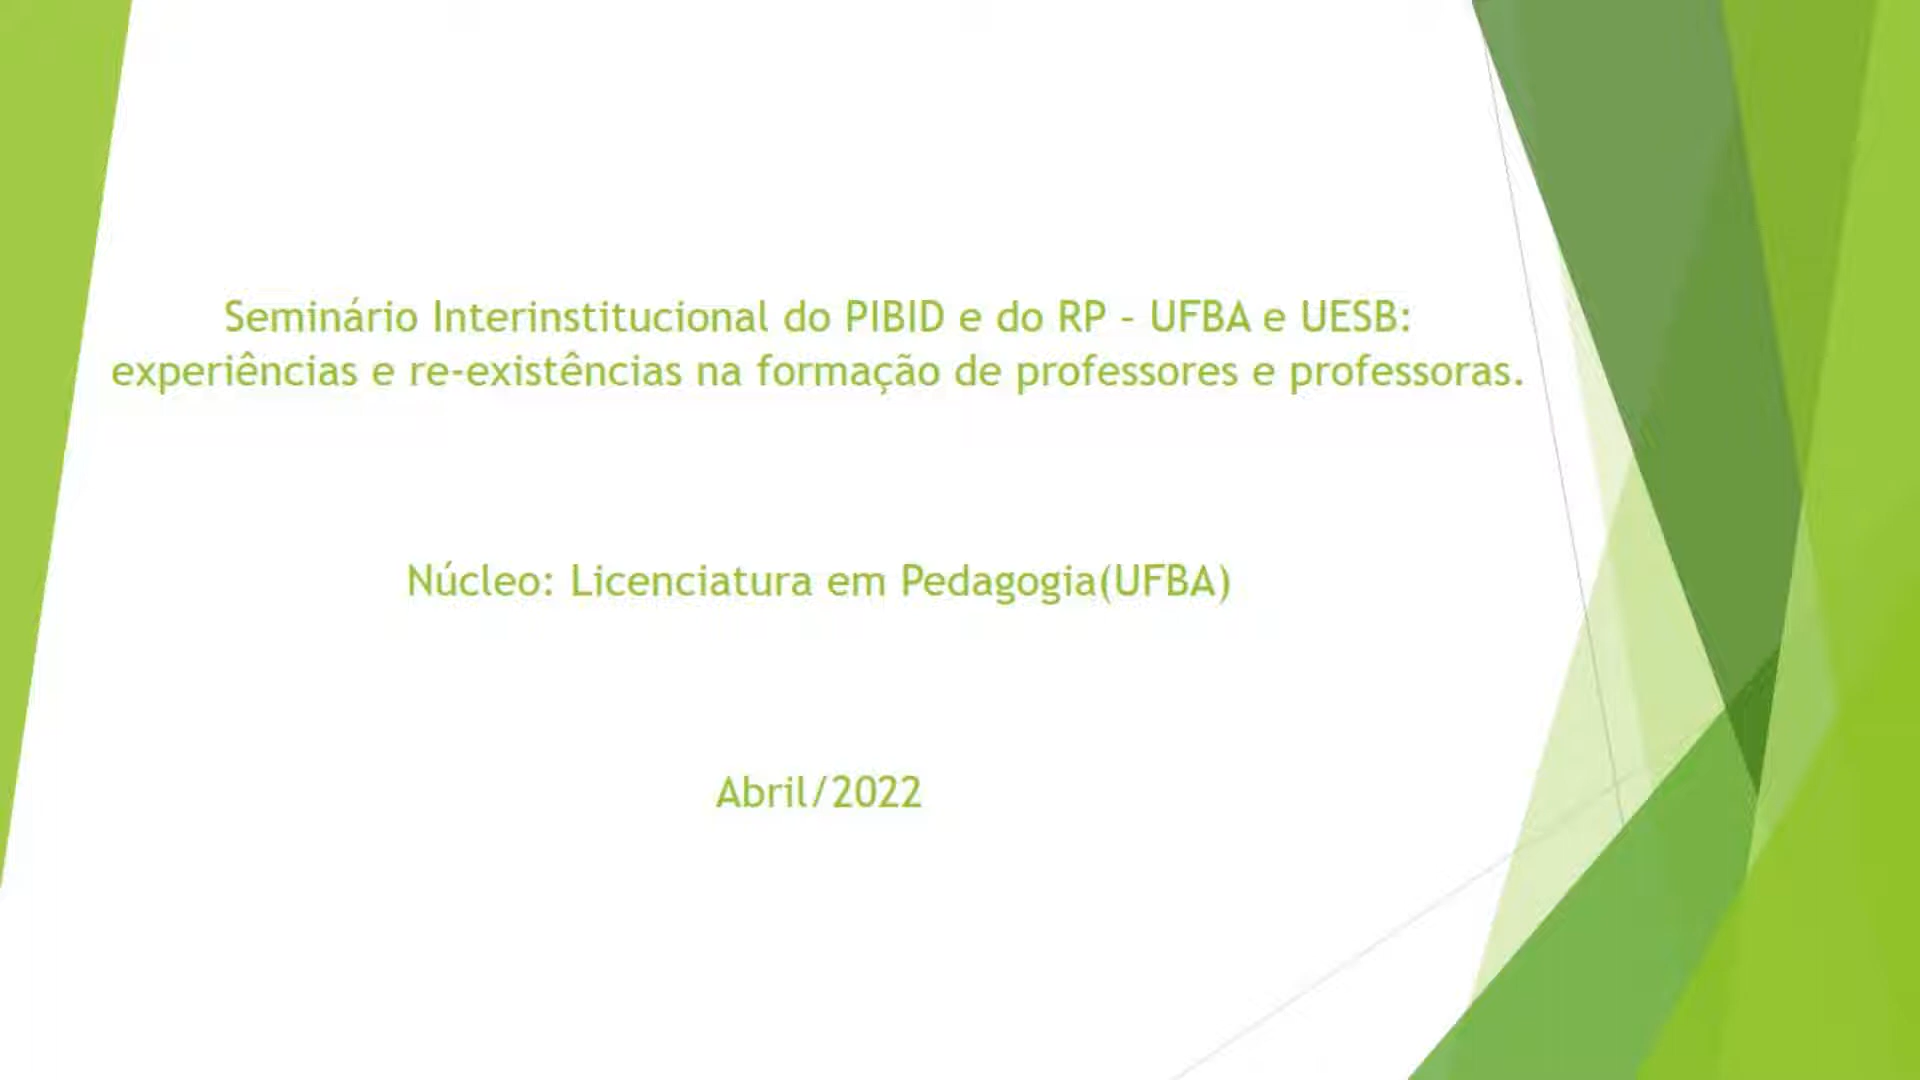 Seminário Interinstitucional do PIBID e do RP – UFBA e UESB:
experiências e re-existências na formação de professores e professoras.
Núcleo: Licenciatura em Pedagogia(UFBA)
Abril/2022